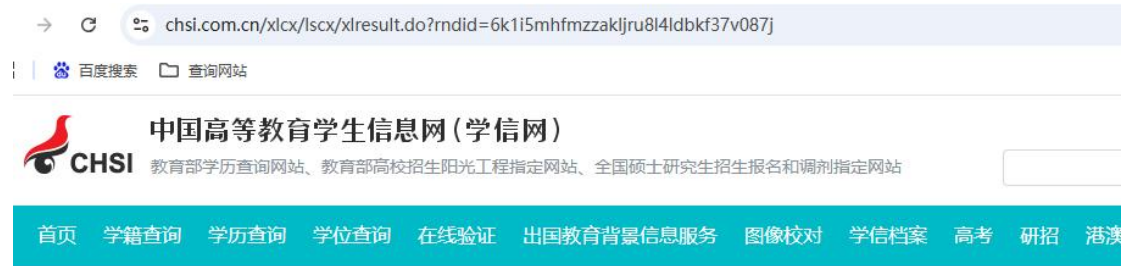 chsi.com.cn/xlcx/lscx/xlresult.do?rndid=6k1i5mhfmzzakljru8l4ldbkf37v087j
百度搜索 查询网站
中国高等教育学生信息网(学信网)
CHSI 教育部学历查询网站、教育部高校招生阳光工程指定网站、全国硕士研究生招生报名和调剂指定网站
首页 学籍查询 学历查询 学位查询 在线验证 出国教育背景信息服务 图像校对 学信档案 高考 研招 港澳